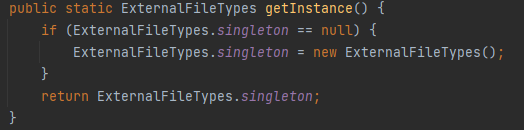 public static ExternalFileTypes getInstance() {
    if (ExternalFileTypes.singleton == null) {
        ExternalFileTypes.singleton = new ExternalFileTypes();
    }
    return ExternalFileTypes.singleton;
}